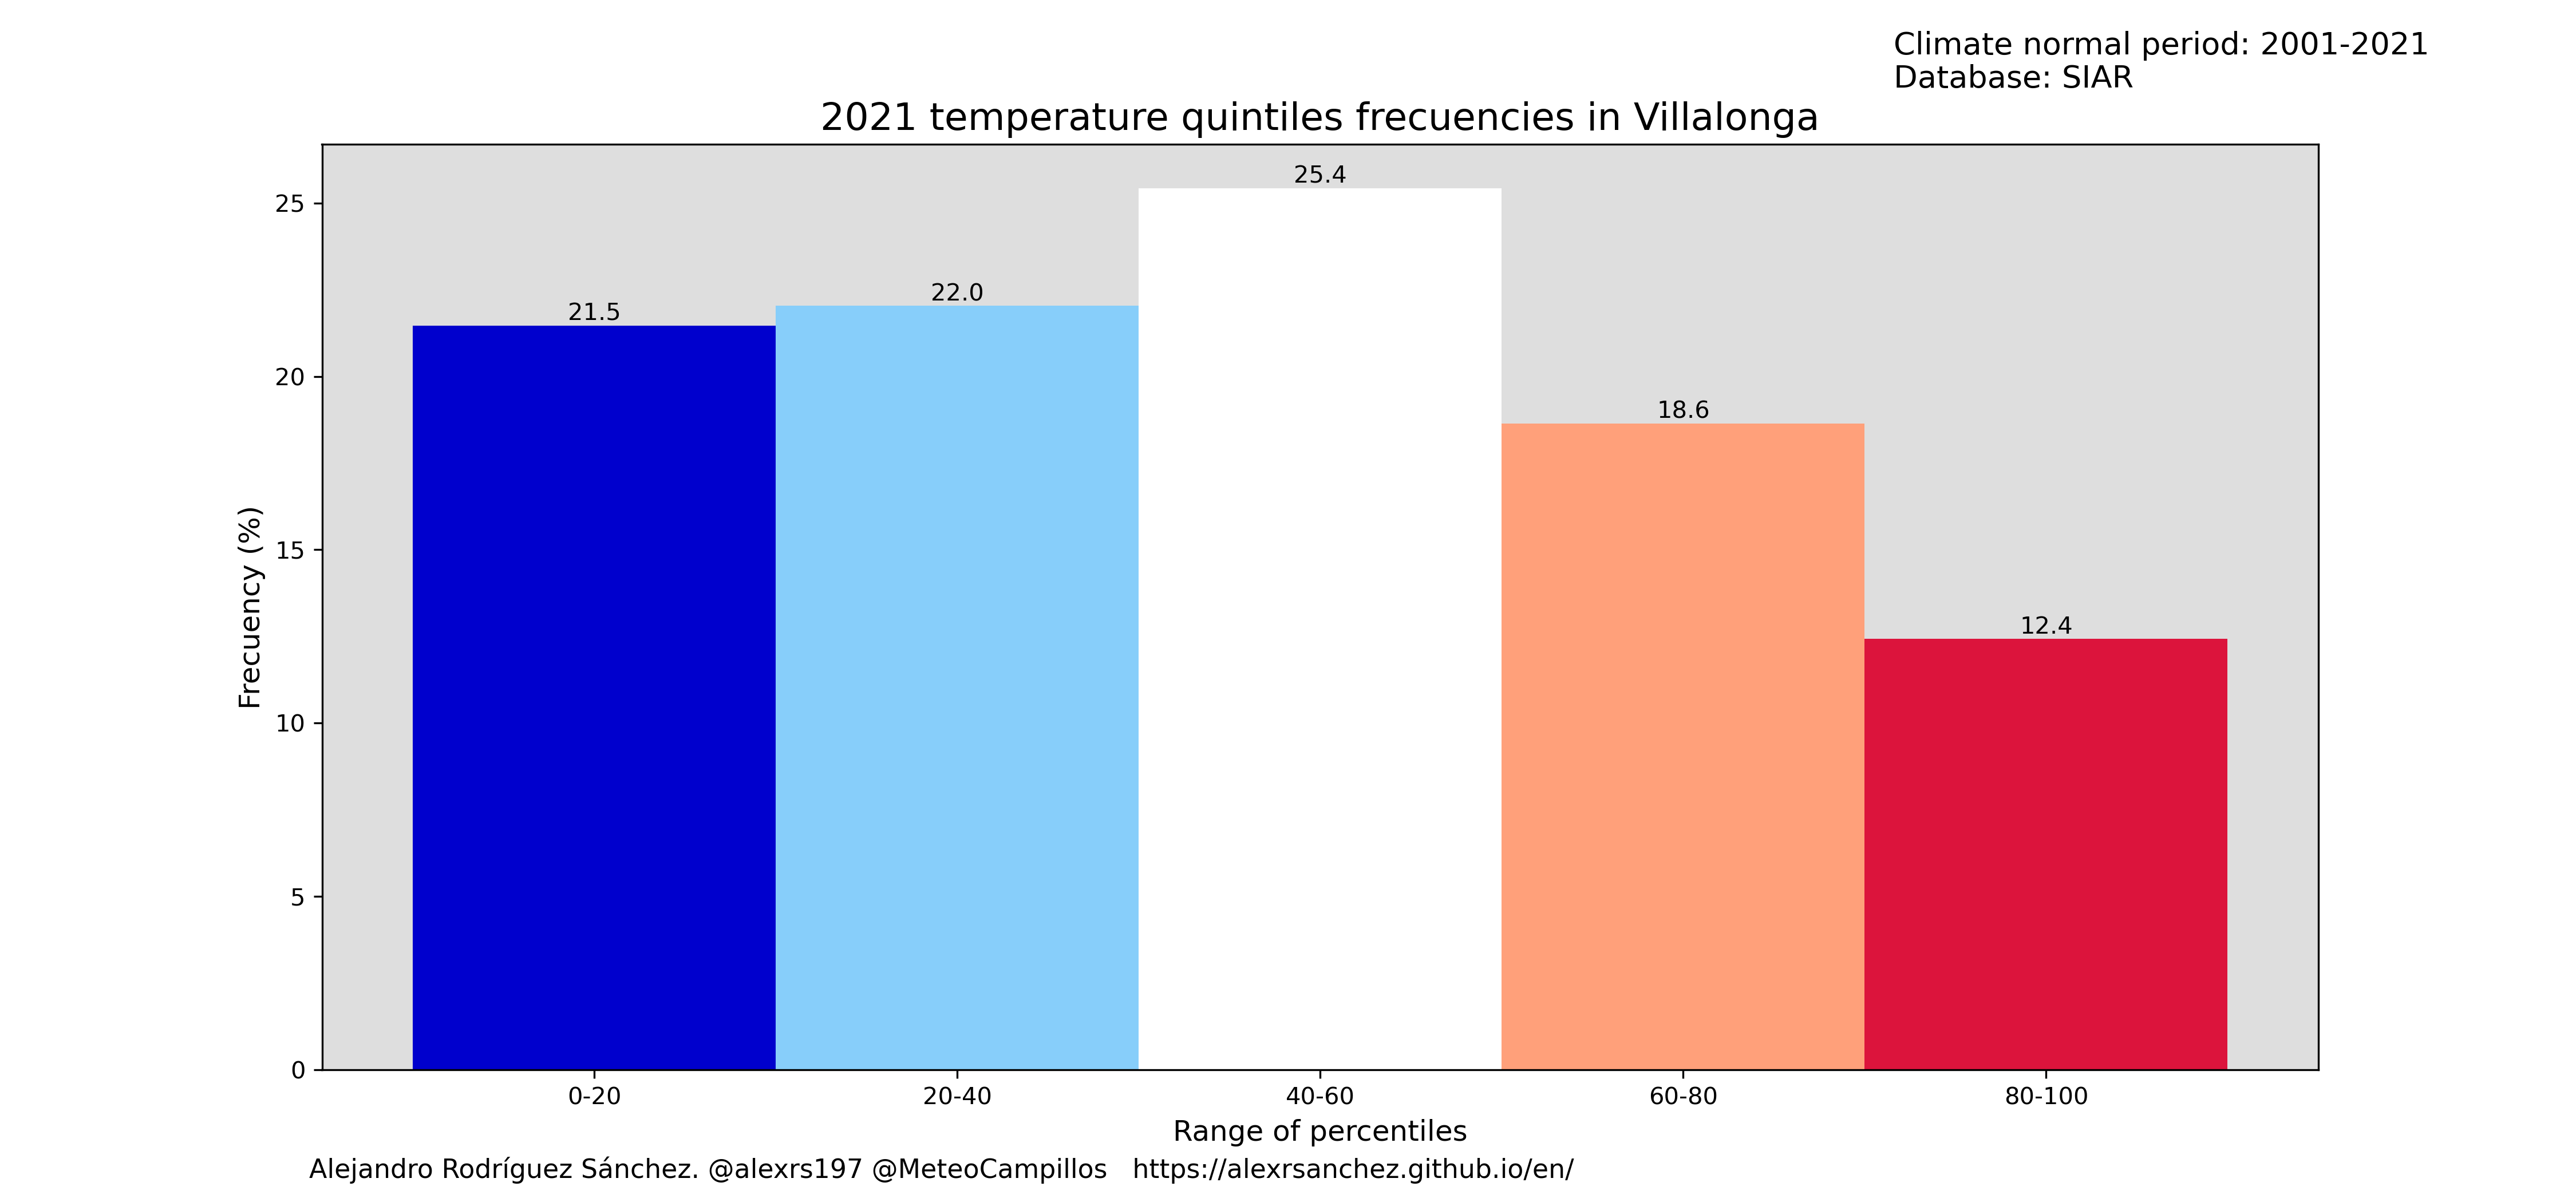 Climate normal period: 2001-2021
Database: SIAR
2021 temperature quintiles frecuencies in Villalonga
25.4
25
22.0
21.5
20
18.6
15
12.4
Frecuency (%)
10
5
0
0-20 20-40 40-60 60-80 80-100
Range of percentiles
Alejandro Rodríguez Sánchez. @alexrs197 @MeteoCampillos https://alexrsanchez.github.io/en/